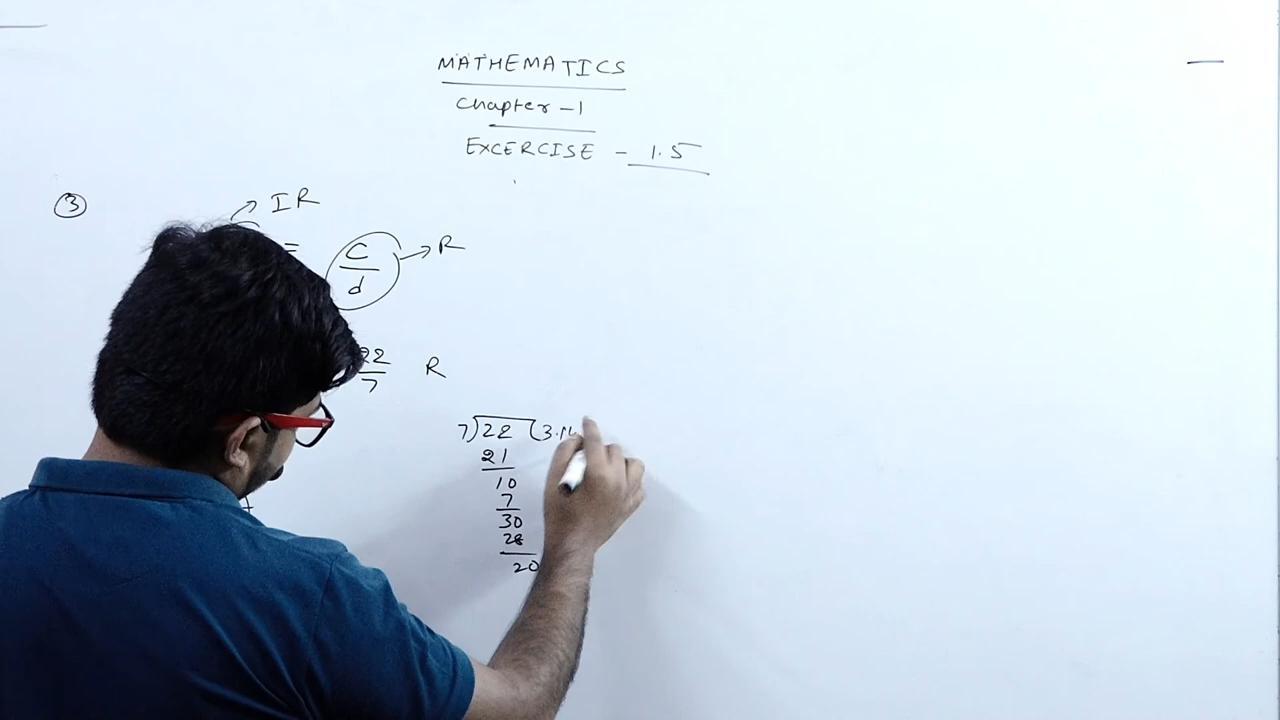 MATHEMATICS
Chapter - 1
EXCERCISE - 1.5
③
→ IR
= C/d → R
22/7 R
7)22(3.14
21
10
7
30
28
20